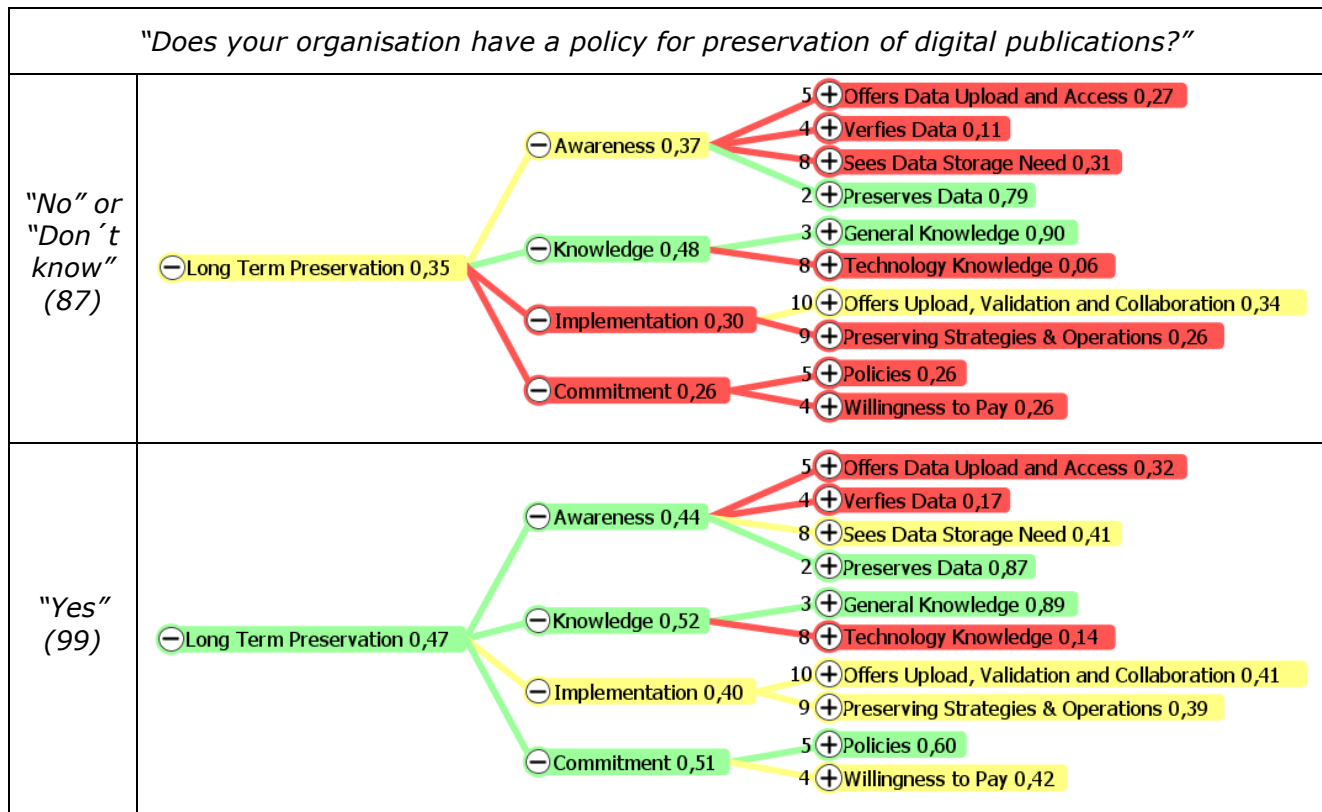 “Does your organisation have a policy for preservation of digital publications?”
“No” or
“Don´t
know”
(87)
Long Term Preservation 0,35
Awareness 0,37
5 Offers Data Upload and Access 0,27
4 Verfies Data 0,11
8 Sees Data Storage Need 0,31
2 Preserves Data 0,79
Knowledge 0,48
3 General Knowledge 0,90
8 Technology Knowledge 0,06
Implementation 0,30
10 Offers Upload, Validation and Collaboration 0,34
9 Preserving Strategies & Operations 0,26
Commitment 0,26
5 Policies 0,26
4 Willingness to Pay 0,26
“Yes”
(99)
Long Term Preservation 0,47
Awareness 0,44
5 Offers Data Upload and Access 0,32
4 Verfies Data 0,17
8 Sees Data Storage Need 0,41
2 Preserves Data 0,87
Knowledge 0,52
3 General Knowledge 0,89
8 Technology Knowledge 0,14
Implementation 0,40
10 Offers Upload, Validation and Collaboration 0,41
9 Preserving Strategies & Operations 0,39
Commitment 0,51
5 Policies 0,60
4 Willingness to Pay 0,42